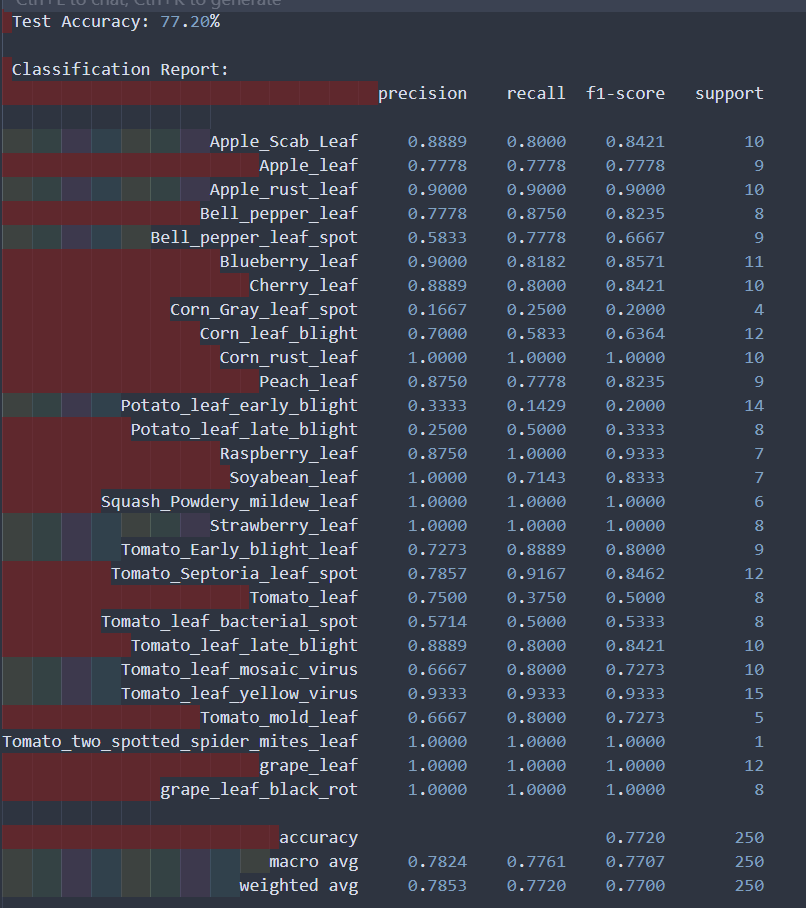 Ctrl+L to chat, Ctrl+K to generate
Test Accuracy: 77.20%
Classification Report:
precision recall f1-score support
Apple_Scab_Leaf 0.8889 0.8000 0.8421 10
Apple_leaf 0.7778 0.7778 0.7778 9
Apple_rust_leaf 0.9000 0.9000 0.9000 10
Bell_pepper_leaf 0.7778 0.8750 0.8235 8
Bell_pepper_leaf_spot 0.5833 0.7778 0.6667 9
Blueberry_leaf 0.9000 0.8182 0.8571 11
Cherry_leaf 0.8889 0.8000 0.8421 10
Corn_Gray_leaf_spot 0.1667 0.2500 0.2000 4
Corn_leaf_blight 0.7000 0.5833 0.6364 12
Corn_rust_leaf 1.0000 1.0000 1.0000 10
Peach_leaf 0.8750 0.7778 0.8235 9
Potato_leaf_early_blight 0.3333 0.1429 0.2000 14
Potato_leaf_late_blight 0.2500 0.5000 0.3333 8
Raspberry_leaf 0.8750 1.0000 0.9333 7
Soyabean_leaf 1.0000 0.7143 0.8333 7
Squash_Powdery_mildew_leaf 1.0000 1.0000 1.0000 6
Strawberry_leaf 1.0000 1.0000 1.0000 8
Tomato_Early_blight_leaf 0.7273 0.8889 0.8000 9
Tomato_Septoria_leaf_spot 0.7857 0.9167 0.8462 12
Tomato_leaf 0.7500 0.3750 0.5000 8
Tomato_leaf_bacterial_spot 0.5714 0.5000 0.5333 8
Tomato_leaf_late_blight 0.8889 0.8000 0.8421 10
Tomato_leaf_mosaic_virus 0.6667 0.8000 0.7273 10
Tomato_leaf_yellow_virus 0.9333 0.9333 0.9333 15
Tomato_mold_leaf 0.6667 0.8000 0.7273 5
Tomato_two_spotted_spider_mites_leaf 1.0000 1.0000 1.0000 1
grape_leaf 1.0000 1.0000 1.0000 12
grape_leaf_black_rot 1.0000 1.0000 1.0000 8
accuracy 0.7720 250
macro avg 0.7824 0.7761 0.7707 250
weighted avg 0.7853 0.7720 0.7700 250